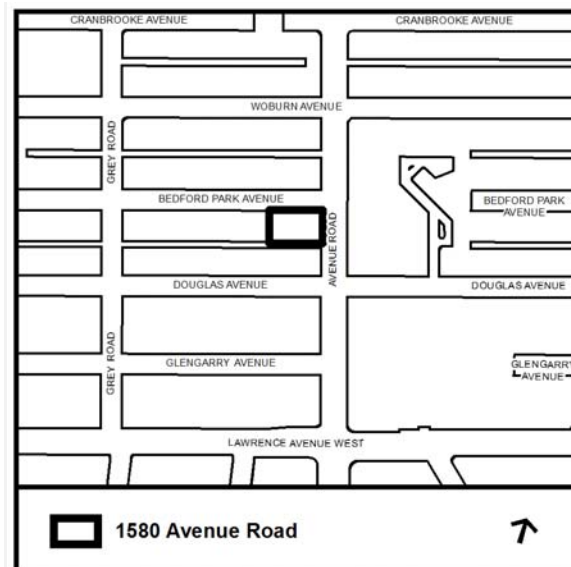 CRANBROOKE AVENUE
CRANBROOKE AVENUE
WOBURN AVENUE
GREY ROAD
BEDFORD PARK AVENUE
BEDFORD PARK
AVENUE
AVENUE ROAD
DOUGLAS AVENUE
DOUGLAS AVENUE
GREY ROAD
GLENGARRY AVENUE
GLENGARRY
AVENUE
LAWRENCE AVENUE WEST
1580 Avenue Road